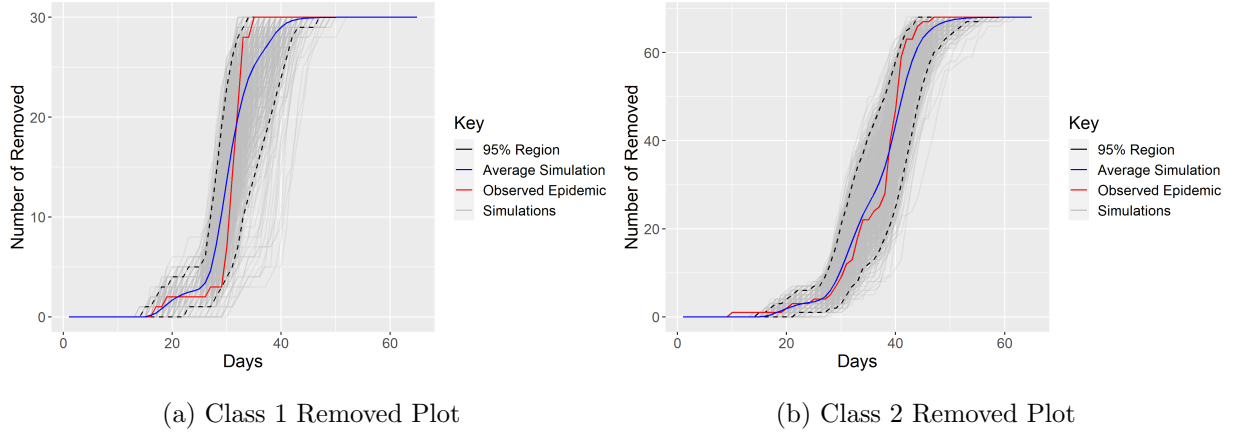 30
20
10
0
Number of Removed
0
20
40
60
Days
Key
95% Region
Average Simulation
Observed Epidemic
Simulations
(a) Class 1 Removed Plot
60
40
20
0
Number of Removed
0
20
40
60
Days
Key
95% Region
Average Simulation
Observed Epidemic
Simulations
(b) Class 2 Removed Plot